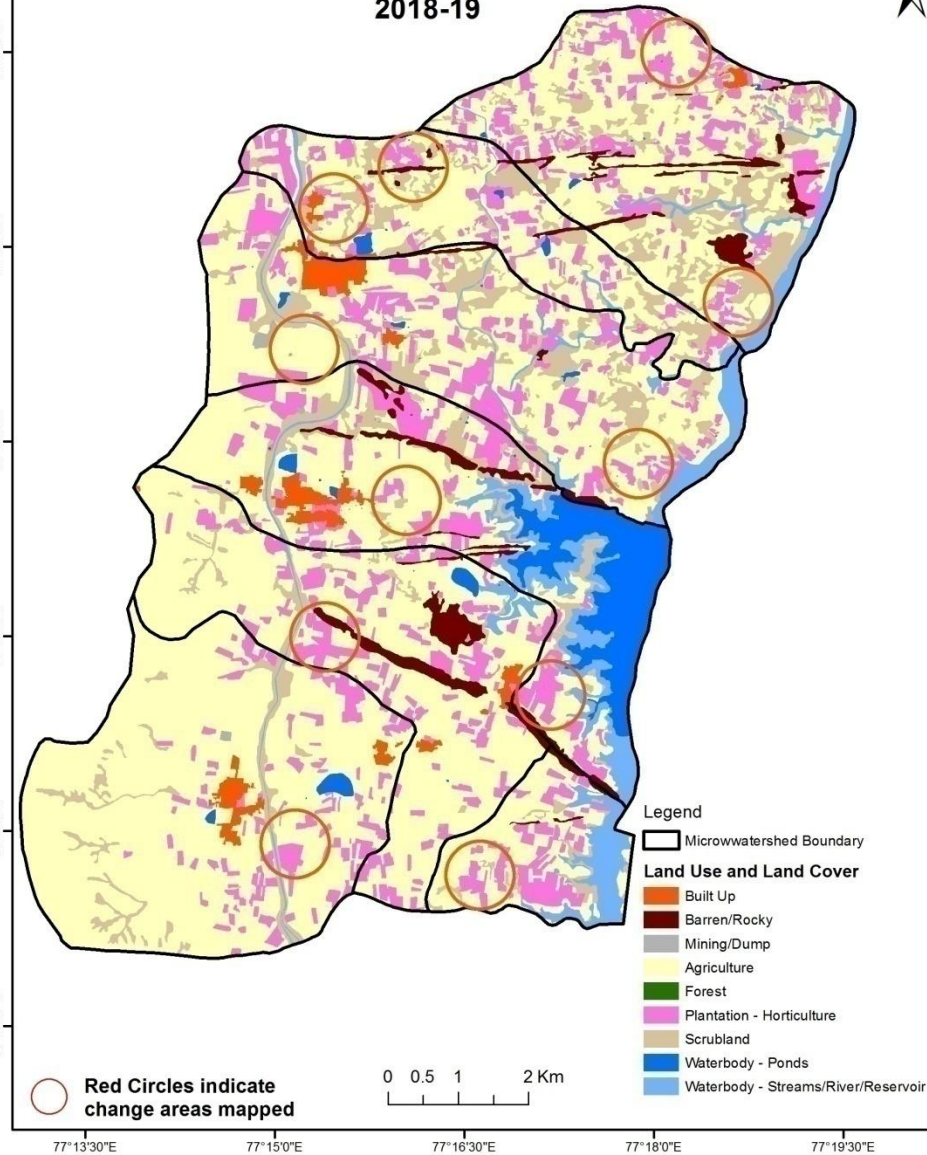 2018-19
Legend
Microwwatershed Boundary
Land Use and Land Cover
Built Up
Barren/Rocky
Mining/Dump
Agriculture
Forest
Plantation - Horticulture
Scrubland
Waterbody - Ponds
Waterbody - Streams/River/Reservoir
Red Circles indicate
change areas mapped
0 0.5 1 2 Km
77°13'30"E 77°15'0"E 77°16'30"E 77°18'0"E 77°19'30"E